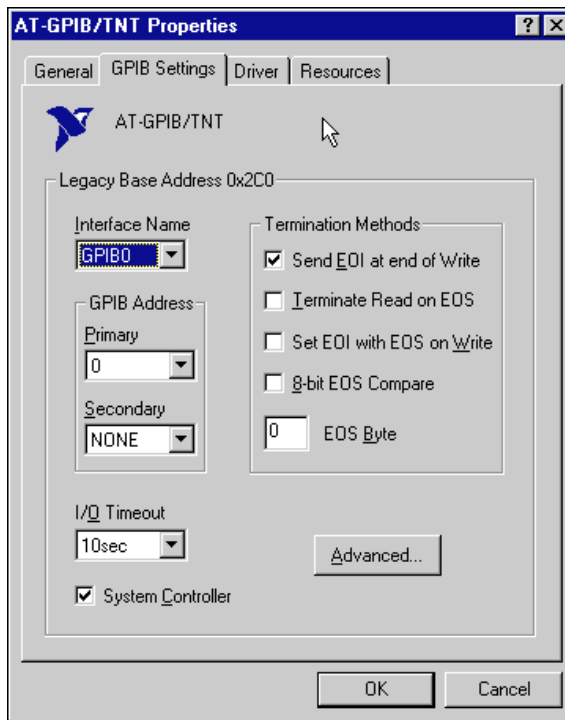 AT-GPIB/TNT Properties
General GPIB Settings Driver Resources
AT-GPIB/TNT
Legacy Base Address 0x2C0
Interface Name
GPIB0
GPIB Address
Primary
0
Secondary
NONE
I/O Timeout
10sec
System Controller
Termination Methods
Send EOI at end of Write
Terminate Read on EOS
Set EOI with EOS on Write
8-bit EOS Compare
0 EOS Byte
Advanced...
OK Cancel